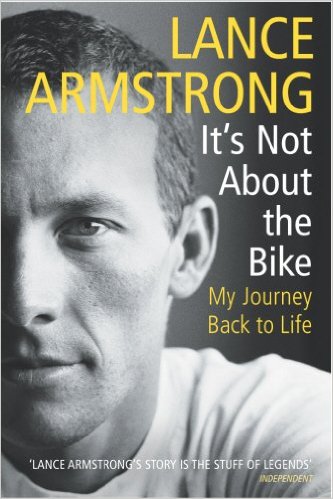 LANCE
ARMSTRONG
It's Not
About
the
Bike
My Journey
Back to Life
'LANCE ARMSTRONG'S STORY IS THE STUFF OF LEGENDS'
INDEPENDENT